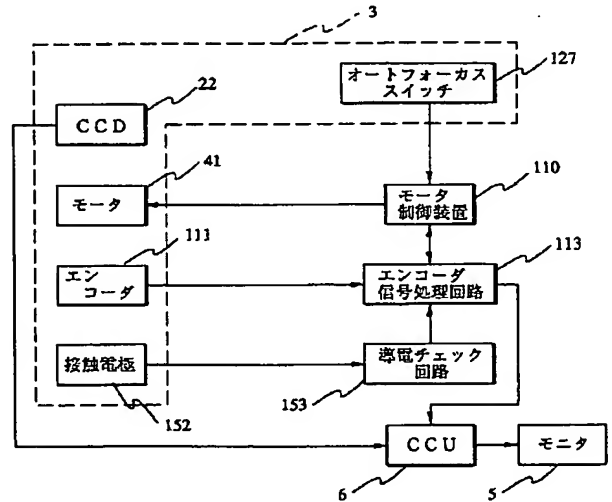 3
オートフォーカス
スイッチ
127
22
CCD
41
モータ
モータ
制御装置
110
111
エン
コーダ
エンコーダ
信号処理回路
113
接触電極
152
導電チェック
回路
153
CCU
6
モニタ
5